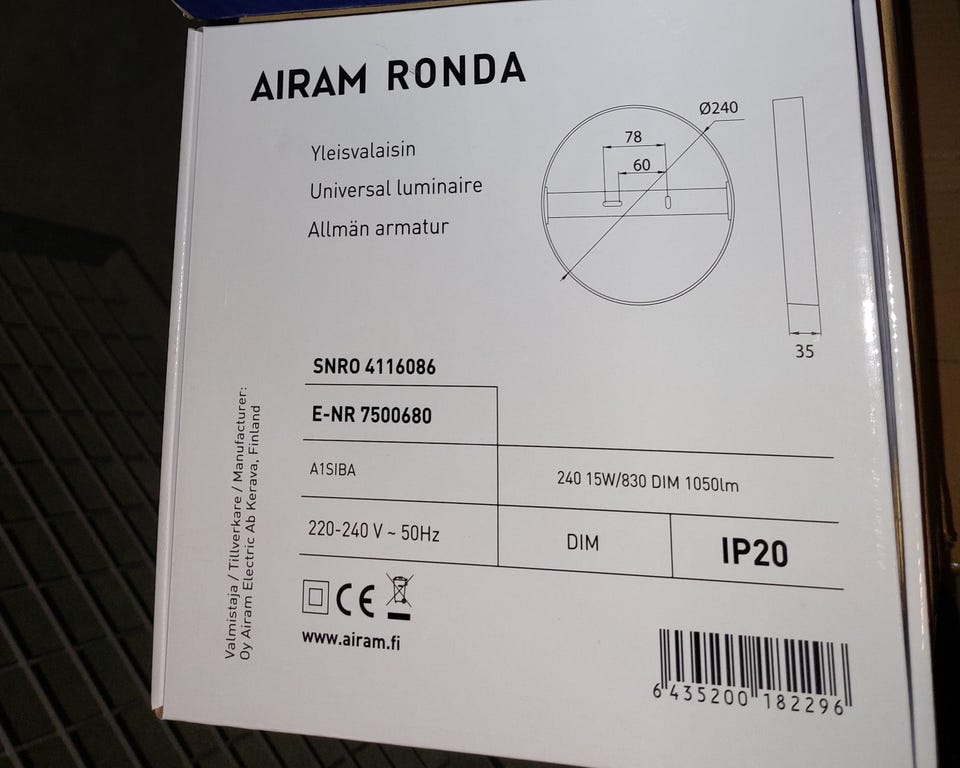 AIRAM RONDA
Yleisvalaisin
Universal luminaire
Allmän armatur
Ø240
78
60
35
SNRO 4116086
E-NR 7500680
A1SIBA
240 15W/830 DIM 1050lm
220-240 V ~ 50Hz
DIM
IP20
CE
www.airam.fi
Valmistaja / Tillverkare / Manufacturer:
Oy Airam Electric Ab Kerava, Finland
6 435200 182296